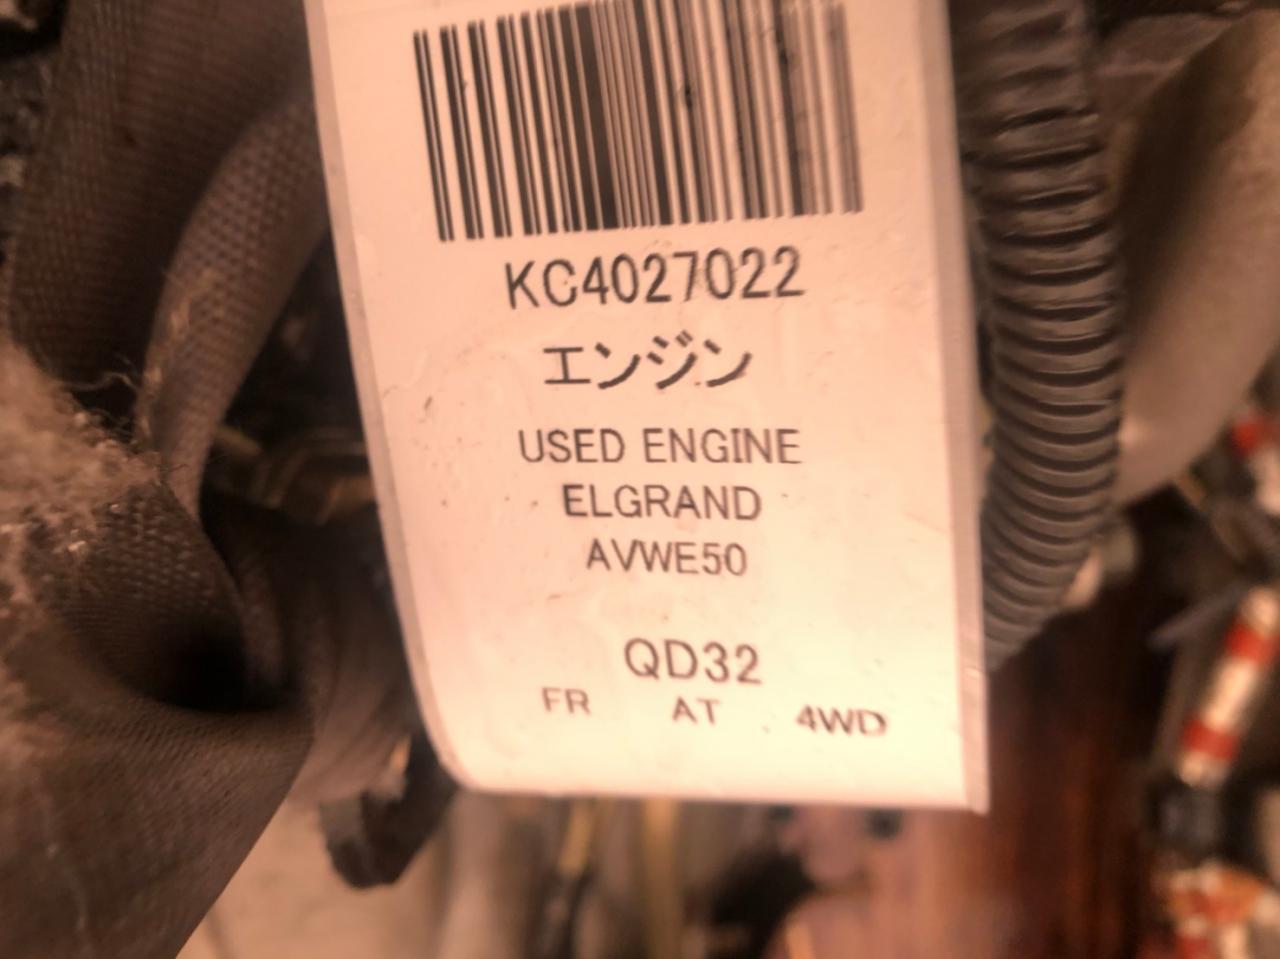 KC4027022
エンジン
USED ENGINE
ELGRAND
AVWE50
QD32
FR AT 4WD